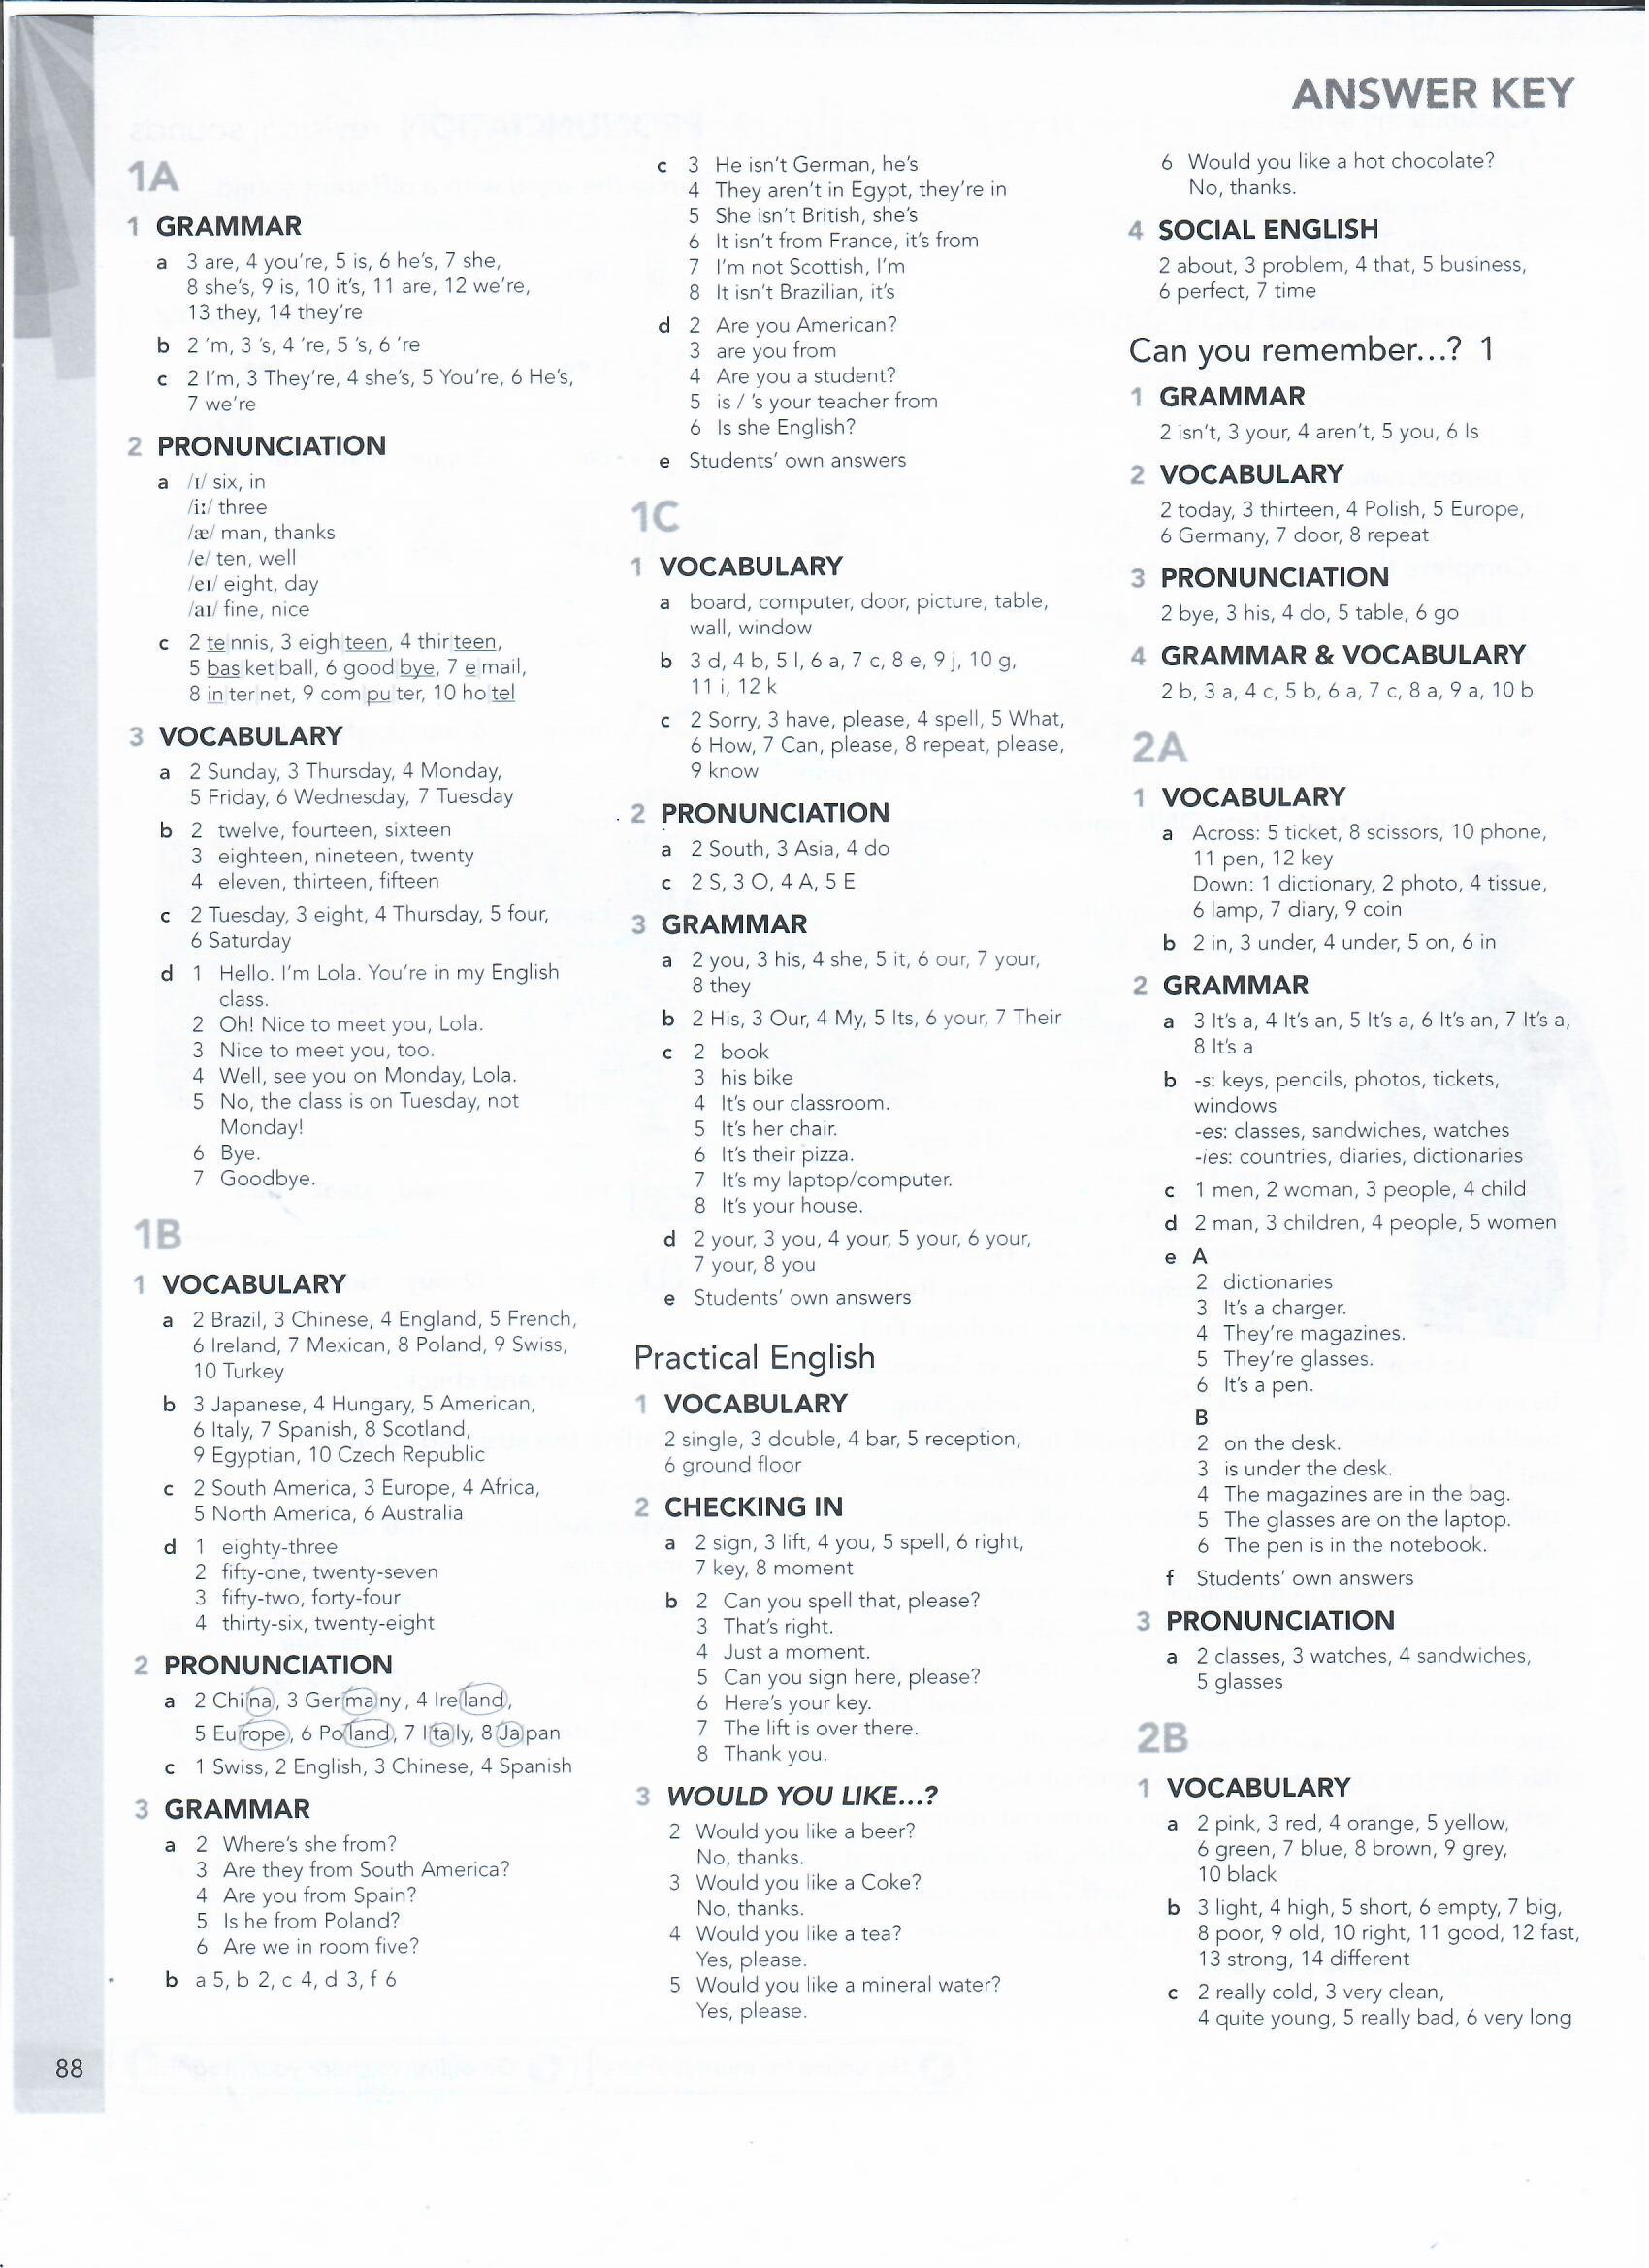 ANSWER KEY
1A
1 GRAMMAR
a 3 are, 4 you're, 5 is, 6 he's, 7 she,
8 she's, 9 is, 10 it's, 11 are, 12 we're,
13 they, 14 they're
b 2 'm, 3 's, 4 're, 5 's, 6 're
c 2 I'm, 3 They're, 4 she's, 5 You're, 6 He's,
7 we're
2 PRONUNCIATION
a /ɪ/ six, in
/iː/ three
/æ/ man, thanks
/e/ ten, well
/eɪ/ eight, day
/aɪ/ fine, nice
c 2 te|nnis, 3 eigh|teen, 4 thir|teen,
5 bas|ket|ball, 6 good|bye, 7 e|mail,
8 in|ter|net, 9 com|pu|ter, 10 ho|tel
3 VOCABULARY
a 2 Sunday, 3 Thursday, 4 Monday,
5 Friday, 6 Wednesday, 7 Tuesday
b 2 twelve, fourteen, sixteen
3 eighteen, nineteen, twenty
4 eleven, thirteen, fifteen
c 2 Tuesday, 3 eight, 4 Thursday, 5 four,
6 Saturday
d 1 Hello. I'm Lola. You're in my English
class.
2 Oh! Nice to meet you, Lola.
3 Nice to meet you, too.
4 Well, see you on Monday, Lola.
5 No, the class is on Tuesday, not
Monday!
6 Bye.
7 Goodbye.
1B
1 VOCABULARY
a 2 Brazil, 3 Chinese, 4 England, 5 French,
6 Ireland, 7 Mexican, 8 Poland, 9 Swiss,
10 Turkey
b 3 Japanese, 4 Hungary, 5 American,
6 Italy, 7 Spanish, 8 Scotland,
9 Egyptian, 10 Czech Republic
c 2 South America, 3 Europe, 4 Africa,
5 North America, 6 Australia
d 1 eighty-three
2 fifty-one, twenty-seven
3 fifty-two, forty-four
4 thirty-six, twenty-eight
2 PRONUNCIATION
a 2 China, 3 Germany, 4 Ireland,
5 Europe, 6 Poland, 7 Italy, 8 Japan
c 1 Swiss, 2 English, 3 Chinese, 4 Spanish
3 GRAMMAR
a 2 Where's she from?
3 Are they from South America?
4 Are you from Spain?
5 Is he from Poland?
6 Are we in room five?
b a 5, b 2, c 4, d 3, f 6
88
c 3 He isn't German, he's
4 They aren't in Egypt, they're in
5 She isn't British, she's
6 It isn't from France, it's from
7 I'm not Scottish, I'm
8 It isn't Brazilian, it's
d 2 Are you American?
3 are you from
4 Are you a student?
5 is / 's your teacher from
6 Is she English?
e Students' own answers
1C
1 VOCABULARY
a board, computer, door, picture, table,
wall, window
b 3 d, 4 b, 5 l, 6 a, 7 c, 8 e, 9 j, 10 g,
11 i, 12 k
c 2 Sorry, 3 have, please, 4 spell, 5 What,
6 How, 7 Can, please, 8 repeat, please,
9 know
2 PRONUNCIATION
a 2 South, 3 Asia, 4 do
c 2 S, 3 O, 4 A, 5 E
3 GRAMMAR
a 2 you, 3 his, 4 she, 5 it, 6 our, 7 your,
8 they
b 2 His, 3 Our, 4 My, 5 Its, 6 your, 7 Their
c 2 book
3 his bike
4 It's our classroom.
5 It's her chair.
6 It's their pizza.
7 It's my laptop/computer.
8 It's your house.
d 2 your, 3 you, 4 your, 5 your, 6 your,
7 your, 8 you
e Students' own answers
Practical English
1 VOCABULARY
2 single, 3 double, 4 bar, 5 reception,
6 ground floor
2 CHECKING IN
a 2 sign, 3 lift, 4 you, 5 spell, 6 right,
7 key, 8 moment
b 2 Can you spell that, please?
3 That's right.
4 Just a moment.
5 Can you sign here, please?
6 Here's your key.
7 The lift is over there.
8 Thank you.
3 WOULD YOU LIKE...?
2 Would you like a beer?
No, thanks.
3 Would you like a Coke?
No, thanks.
4 Would you like a tea?
Yes, please.
5 Would you like a mineral water?
Yes, please.
6 Would you like a hot chocolate?
No, thanks.
4 SOCIAL ENGLISH
2 about, 3 problem, 4 that, 5 business,
6 perfect, 7 time
Can you remember...? 1
1 GRAMMAR
2 isn't, 3 your, 4 aren't, 5 you, 6 Is
2 VOCABULARY
2 today, 3 thirteen, 4 Polish, 5 Europe,
6 Germany, 7 door, 8 repeat
3 PRONUNCIATION
2 bye, 3 his, 4 do, 5 table, 6 go
4 GRAMMAR & VOCABULARY
2 b, 3 a, 4 c, 5 b, 6 a, 7 c, 8 a, 9 a, 10 b
2A
1 VOCABULARY
a Across: 5 ticket, 8 scissors, 10 phone,
11 pen, 12 key
Down: 1 dictionary, 2 photo, 4 tissue,
6 lamp, 7 diary, 9 coin
b 2 in, 3 under, 4 under, 5 on, 6 in
2 GRAMMAR
a 3 It's a, 4 It's an, 5 It's a, 6 It's an, 7 It's a,
8 It's a
b -s: keys, pencils, photos, tickets,
windows
-es: classes, sandwiches, watches
-ies: countries, diaries, dictionaries
c 1 men, 2 woman, 3 people, 4 child
d 2 man, 3 children, 4 people, 5 women
e A
2 dictionaries
3 It's a charger.
4 They're magazines.
5 They're glasses.
6 It's a pen.
B
2 on the desk.
3 is under the desk.
4 The magazines are in the bag.
5 The glasses are on the laptop.
6 The pen is in the notebook.
f Students' own answers
3 PRONUNCIATION
a 2 classes, 3 watches, 4 sandwiches,
5 glasses
2B
1 VOCABULARY
a 2 pink, 3 red, 4 orange, 5 yellow,
6 green, 7 blue, 8 brown, 9 grey,
10 black
b 3 light, 4 high, 5 short, 6 empty, 7 big,
8 poor, 9 old, 10 right, 11 good, 12 fast,
13 strong, 14 different
c 2 really cold, 3 very clean,
4 quite young, 5 really bad, 6 very long